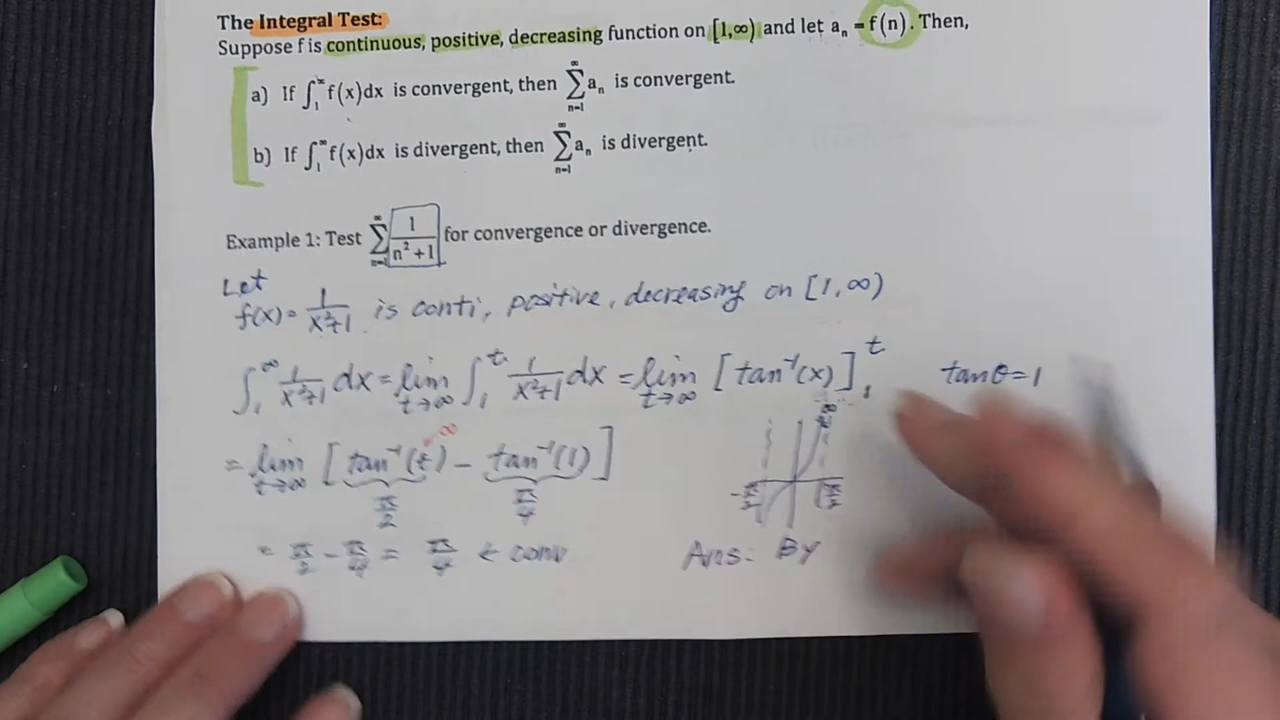 The Integral Test:
Suppose f is continuous, positive, decreasing function on [1,∞) and let aₙ = f(n). Then,
a) If ∫₁^∞ f(x)dx is convergent, then ∑_{n=1}^∞ aₙ is convergent.
b) If ∫₁^∞ f(x)dx is divergent, then ∑_{n=1}^∞ aₙ is divergent.
Example 1: Test ∑_{n=1}^∞ 1/(n²+1) for convergence or divergence.
Let
f(x) = 1/(x²+1) is conti, positive, decreasing on [1,∞)
∫₁^∞ 1/(x²+1) dx = lim_{t→∞} ∫₁^t 1/(x²+1) dx = lim_{t→∞} [tan⁻¹(x)]₁^t tanθ=1
= lim_{t→∞} [tan⁻¹(t) - tan⁻¹(1)] ∞
π/2 π/4
∞
-π/2 π/2
= π/2 - π/4 = π/4 ← conv
Ans: By